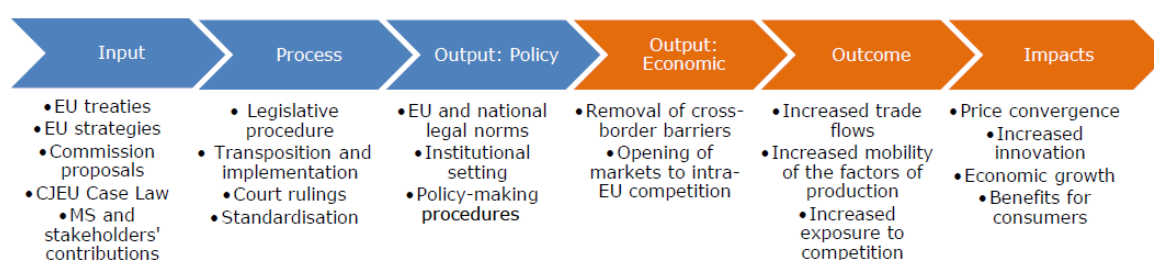 Input
•EU treaties
•EU strategies
•Commission
proposals
•CJEU Case Law
•MS and
stakeholders'
contributions
Process
• Legislative
procedure
• Transposition and
implementation
•Court rulings
•Standardisation
Output: Policy
•EU and national
legal norms
•Institutional
setting
•Policy-making
procedures
Output:
Economic
•Removal of cross-
border barriers
•Opening of
markets to intra-
EU competition
Outcome
•Increased trade
flows
•Increased mobility
of the factors of
production
•Increased
exposure to
competition
Impacts
•Price convergence
•Increased
innovation
•Economic growth
•Benefits for
consumers